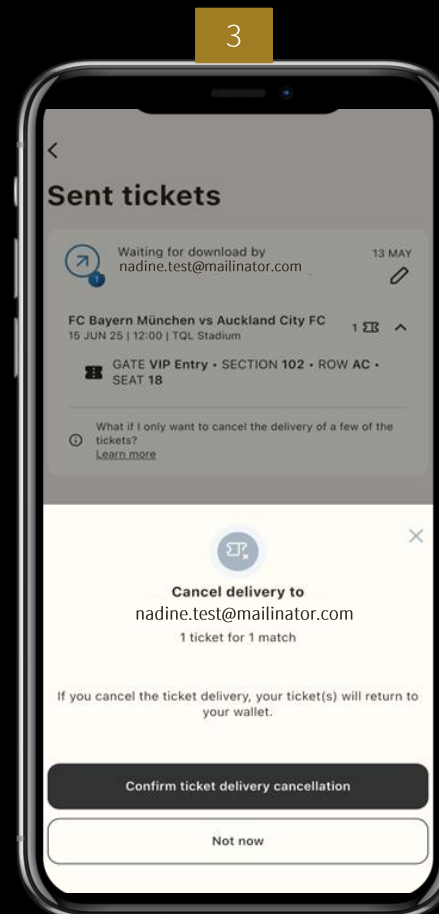 3
Sent tickets
Waiting for download by
13 MAY
nadine.test@mailinator.com
1
FC Bayern München vs Auckland City FC
1
15 JUN 25 | 12:00 | TQL Stadium
GATE VIP Entry • SECTION 102 • ROW AC •
SEAT 18
What if I only want to cancel the delivery of a few of the
tickets?
Learn more
Cancel delivery to
nadine.test@mailinator.com
1 ticket for 1 match
If you cancel the ticket delivery, your ticket(s) will return to
your wallet.
Confirm ticket delivery cancellation
Not now